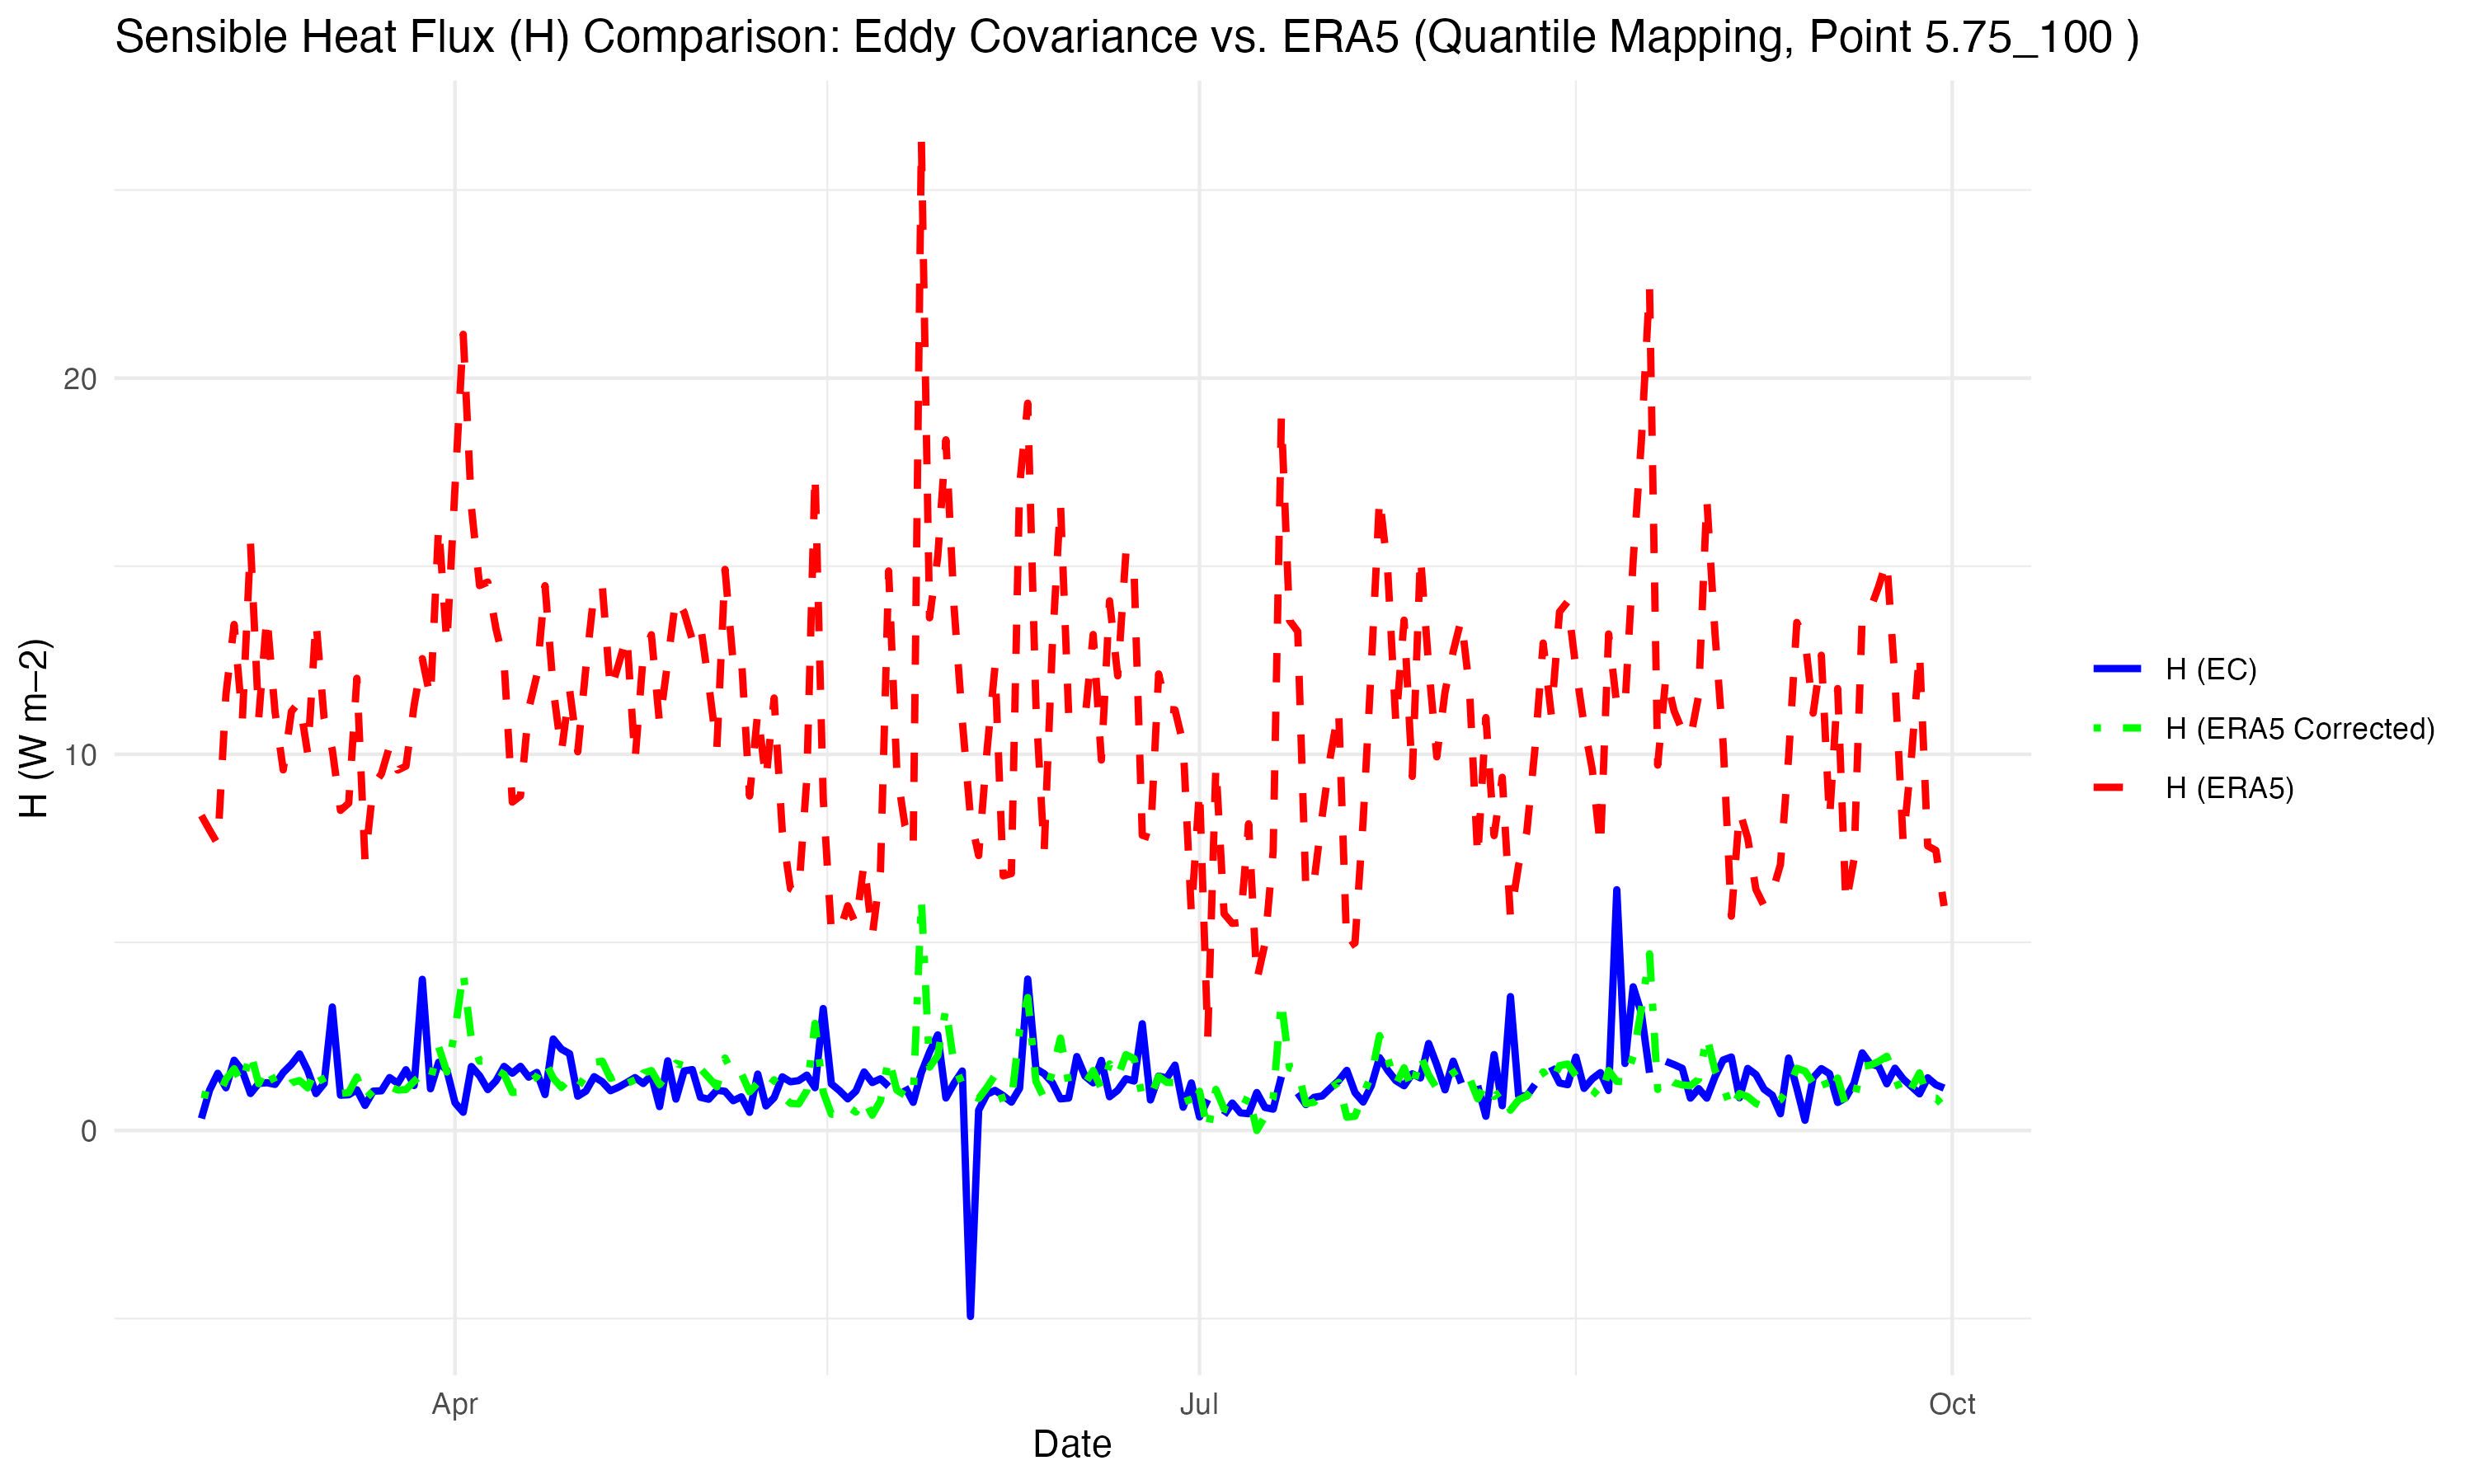 Sensible Heat Flux (H) Comparison: Eddy Covariance vs. ERA5 (Quantile Mapping, Point 5.75_100 )
H (W m−2)
20
10
0
Apr
Jul
Oct
Date
H (EC)
H (ERA5 Corrected)
H (ERA5)